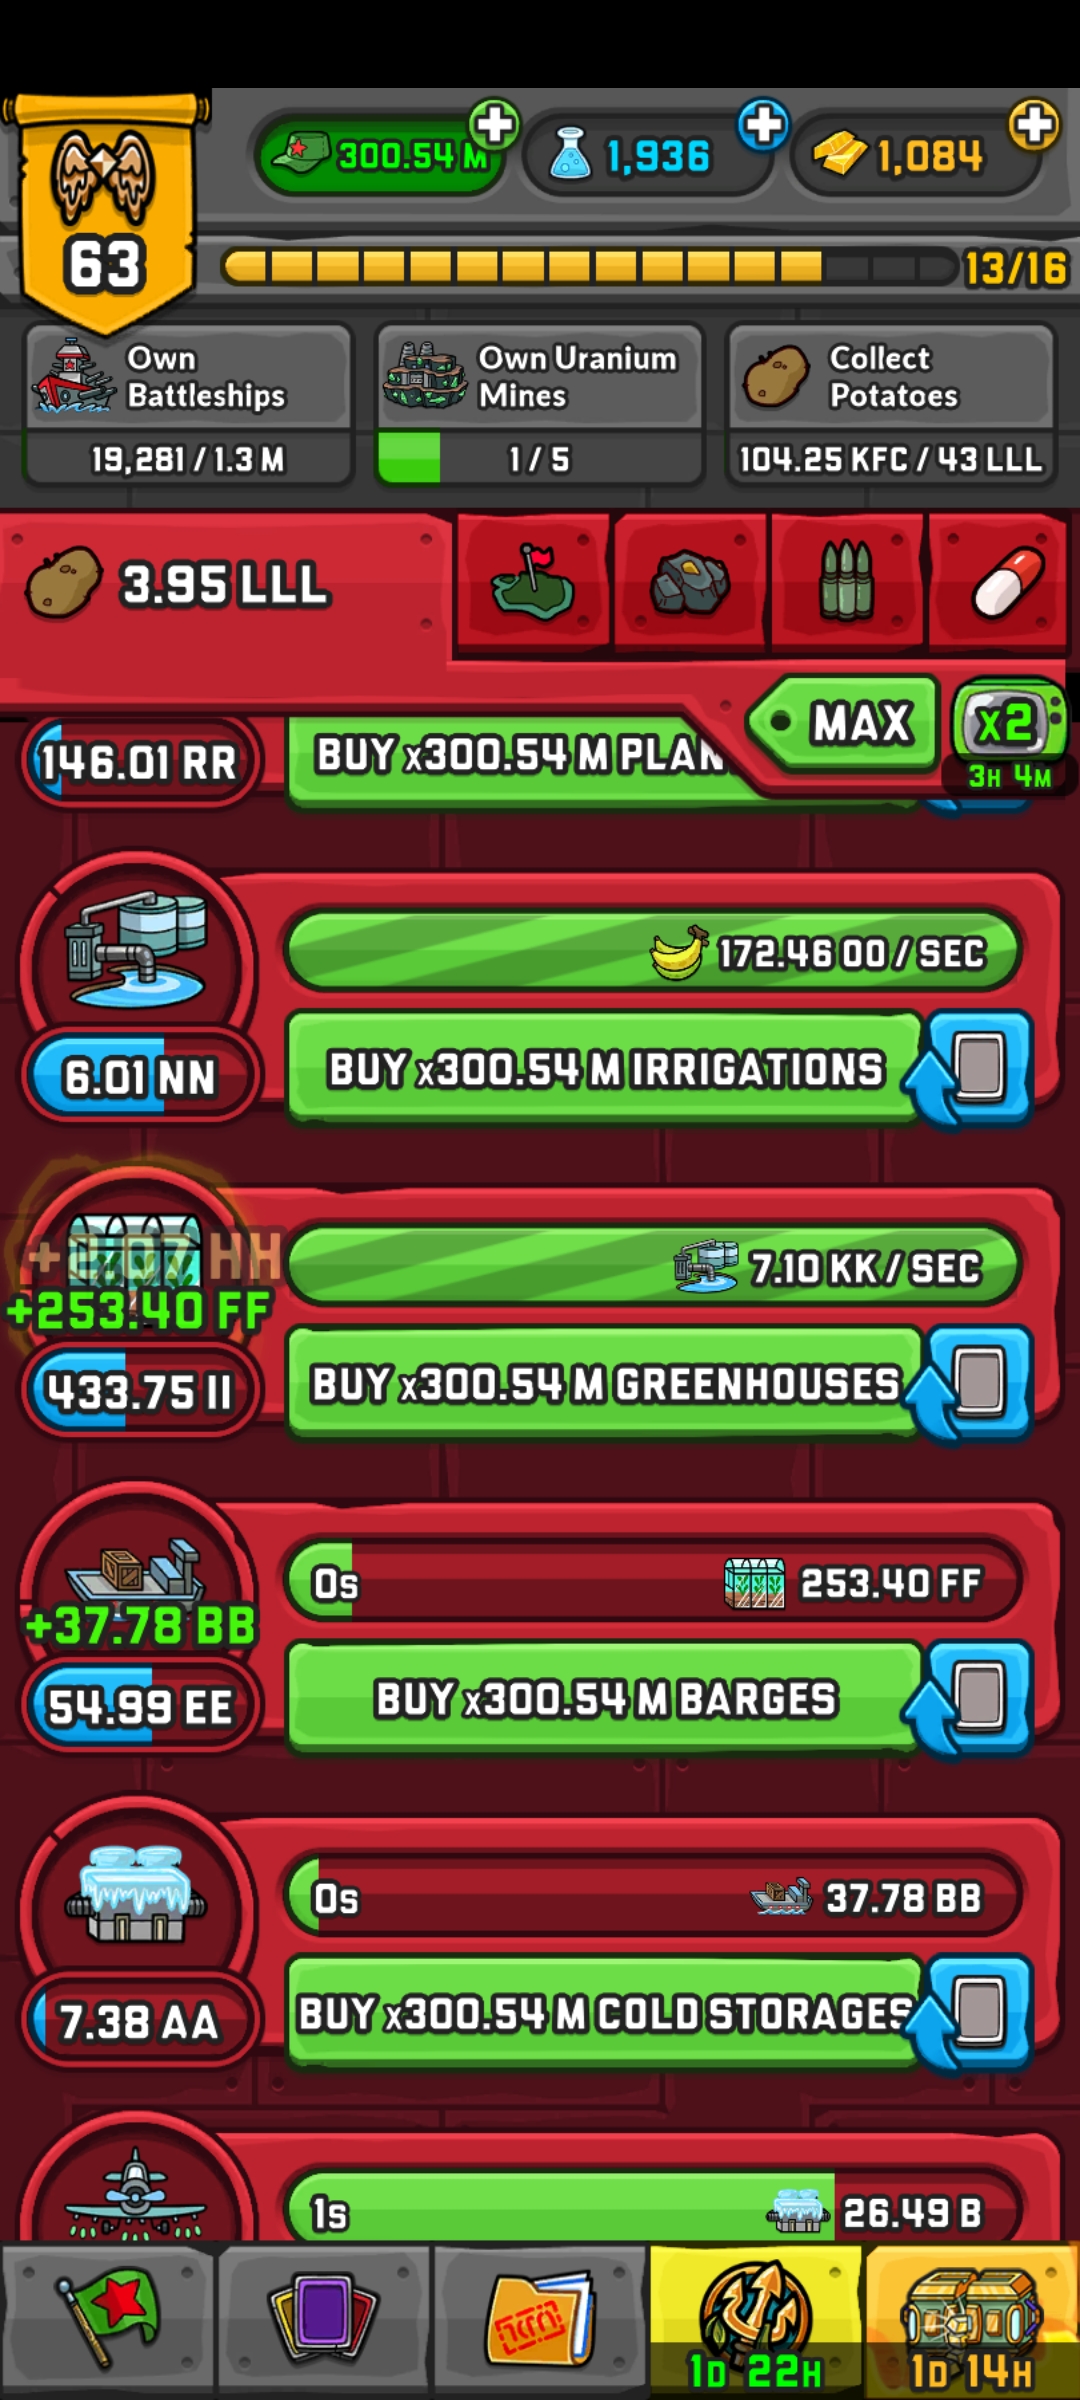 300.54 M
1,936
1,084
63
13/16
Own
Battleships
19,281 / 1.3 M
Own Uranium
Mines
1 / 5
Collect
Potatoes
104.25 KFC / 43 LLL
3.95 LLL
MAX
x2
3H 4M
146.01 RR
BUY x300.54 M PLAN
172.46 OO / SEC
6.01 NN
BUY x300.54 M IRRIGATIONS
+2.07 HH
+253.40 FF
7.10 KK / SEC
433.75 II
BUY x300.54 M GREENHOUSES
+37.78 BB
0s
253.40 FF
54.99 EE
BUY x300.54 M BARGES
0s
37.78 BB
7.38 AA
BUY x300.54 M COLD STORAGES
1s
26.49 B
1D 22H
1D 14H